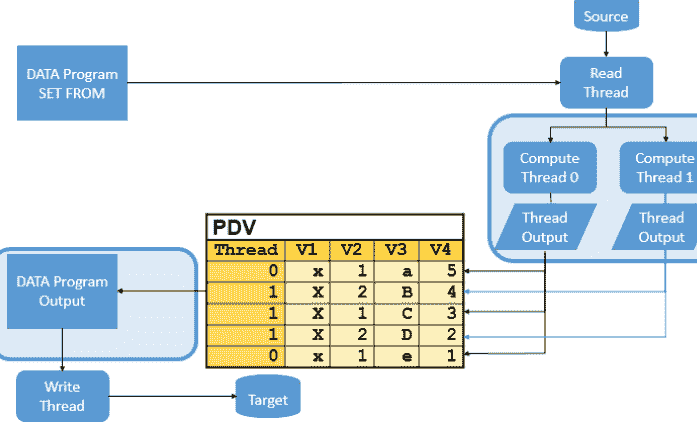 Source
DATA Program
SET FROM
Read
Thread
Compute
Thread 0
Compute
Thread 1
Thread
Output
Thread
Output
PDV
Thread V1 V2 V3 V4
0 x 1 a 5
1 X 2 B 4
1 X 1 C 3
1 X 2 D 2
0 x 1 e 1
DATA Program
Output
Write
Thread
Target